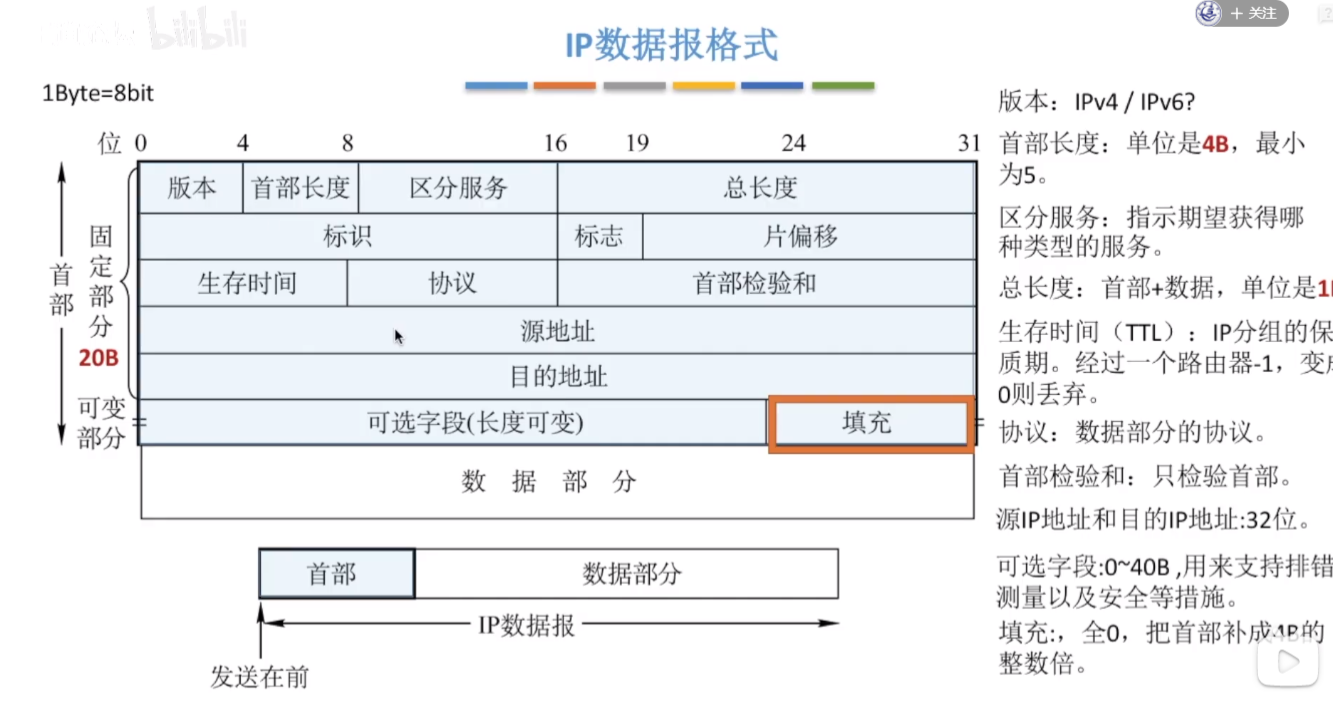 bilibili
+ 关注
IP数据报格式
1Byte=8bit
位 0 4 8 16 19 24 31
版本 首部长度 区分服务 总长度
标识 标志 片偏移
生存时间 协议 首部检验和
源地址
目的地址
可选字段(长度可变) 填充
数 据 部 分
首部
固定部分
20B
可变
部分
首部 数据部分
IP数据报
发送在前
版本：IPv4 / IPv6?
首部长度：单位是4B，最小
为5。
区分服务：指示期望获得哪
种类型的服务。
总长度：首部+数据，单位是1
生存时间（TTL）：IP分组的保
质期。经过一个路由器-1，变成
0则丢弃。
协议：数据部分的协议。
首部检验和：只检验首部。
源IP地址和目的IP地址:32位。
可选字段:0~40B ,用来支持排错
测量以及安全等措施。
填充:，全0，把首部补成4B的
整数倍。